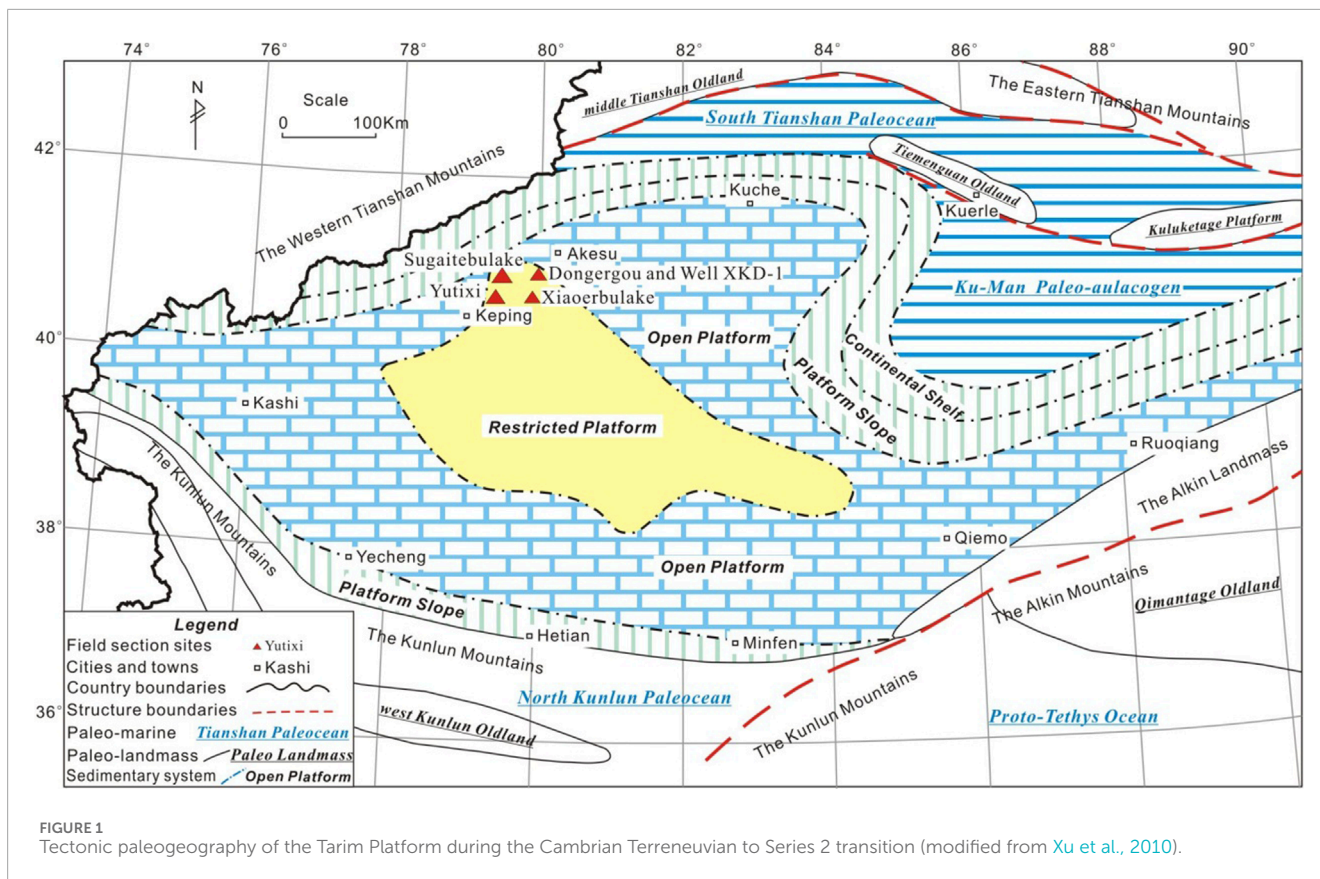 74°
76°
78°
80°
82°
84°
86°
88°
90°
N
Scale
0 100Km
middle Tianshan Oldland
The Eastern Tianshan Mountains
South Tianshan Paleocean
42°
The Western Tianshan Mountains
Tiemenguan Oldland
Kuche
Kuerle
Kuluketage Platform
Sugaitebulake
Akesu
Dongergou and Well XKD-1
Yutixi
Xiaoerbulake
Ku-Man Paleo-aulacogen
Keping
40°
Open Platform
Continental Shelf
Platform Slope
Kashi
Restricted Platform
Ruoqiang
The Kunlun Mountains
The Alkin Landmass
38°
Qiemo
Yecheng
Open Platform
Platform Slope
The Alkin Mountains
Qimantage Oldland
Hetian
Minfen
The Kunlun Mountains
North Kunlun Paleocean
36°
west Kunlun Oldland
The Kunlun Mountains
Proto-Tethys Ocean
Legend
Field section sites Yutixi
Cities and towns Kashi
Country boundaries
Structure boundaries
Paleo-marine Tianshan Paleocean
Paleo-landmass Paleo Landmass
Sedimentary system Open Platform
FIGURE 1
Tectonic paleogeography of the Tarim Platform during the Cambrian Terreneuvian to Series 2 transition (modified from Xu et al., 2010).